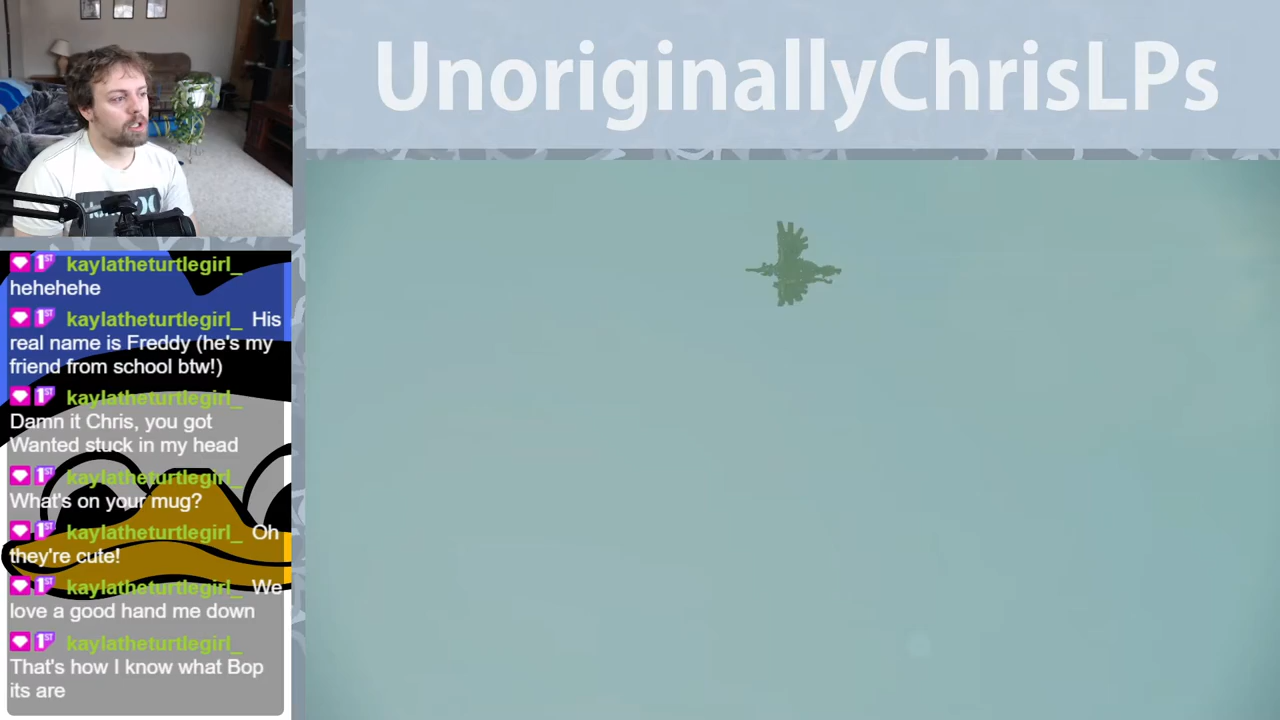 UnoriginallyChrisLPs
kaylatheturtlegirl_
hehehehe
kaylatheturtlegirl_ His
real name is Freddy (he's my
friend from school btw!)
kaylatheturtlegirl_
Damn it Chris, you got
Wanted stuck in my head
kaylatheturtlegirl_
What's on your mug?
kaylatheturtlegirl_ Oh
they're cute!
kaylatheturtlegirl_ We
love a good hand me down
kaylatheturtlegirl_
That's how I know what Bop
its are